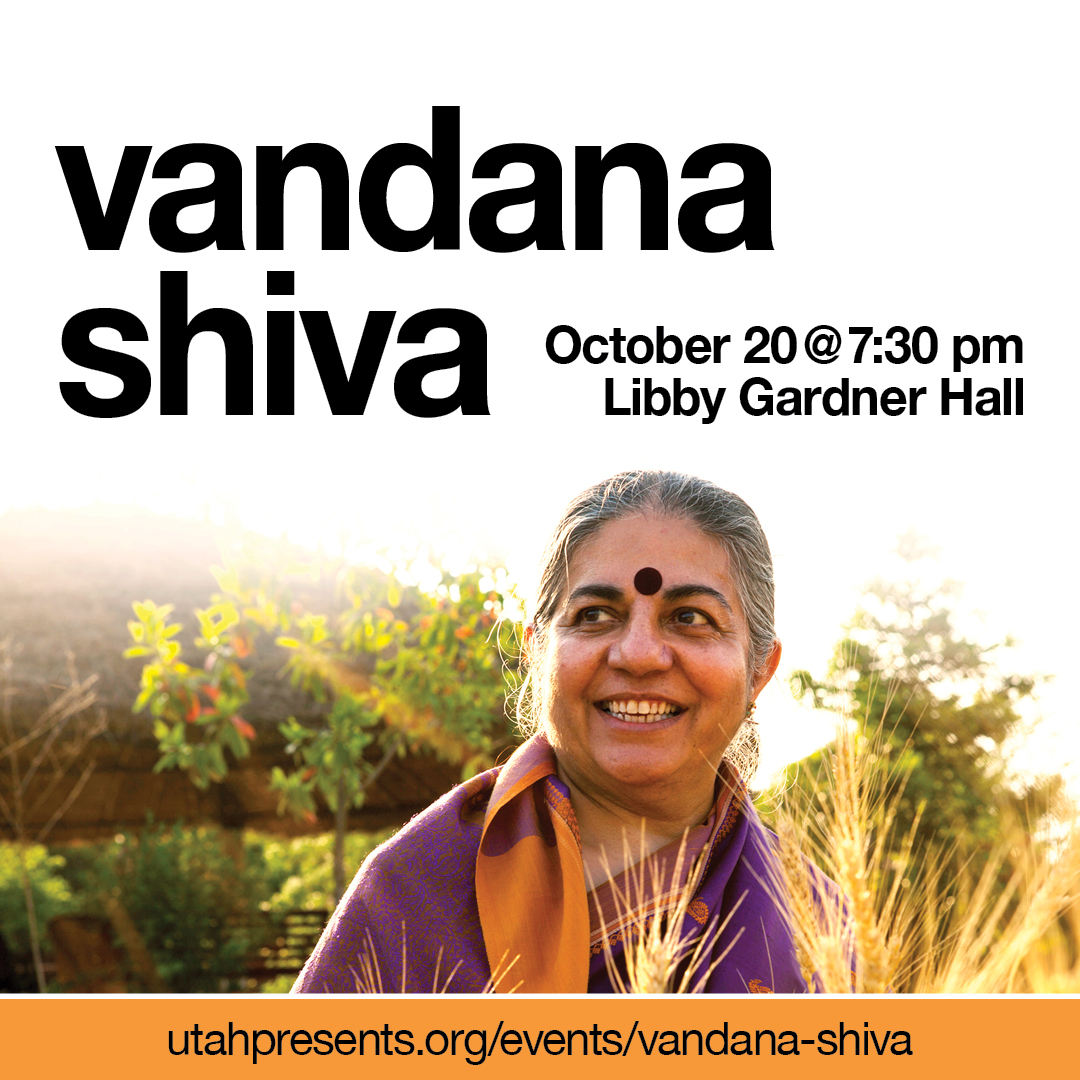 vandana
shiva
October 20@7:30 pm
Libby Gardner Hall
utahpresents.org/events/vandana-shiva